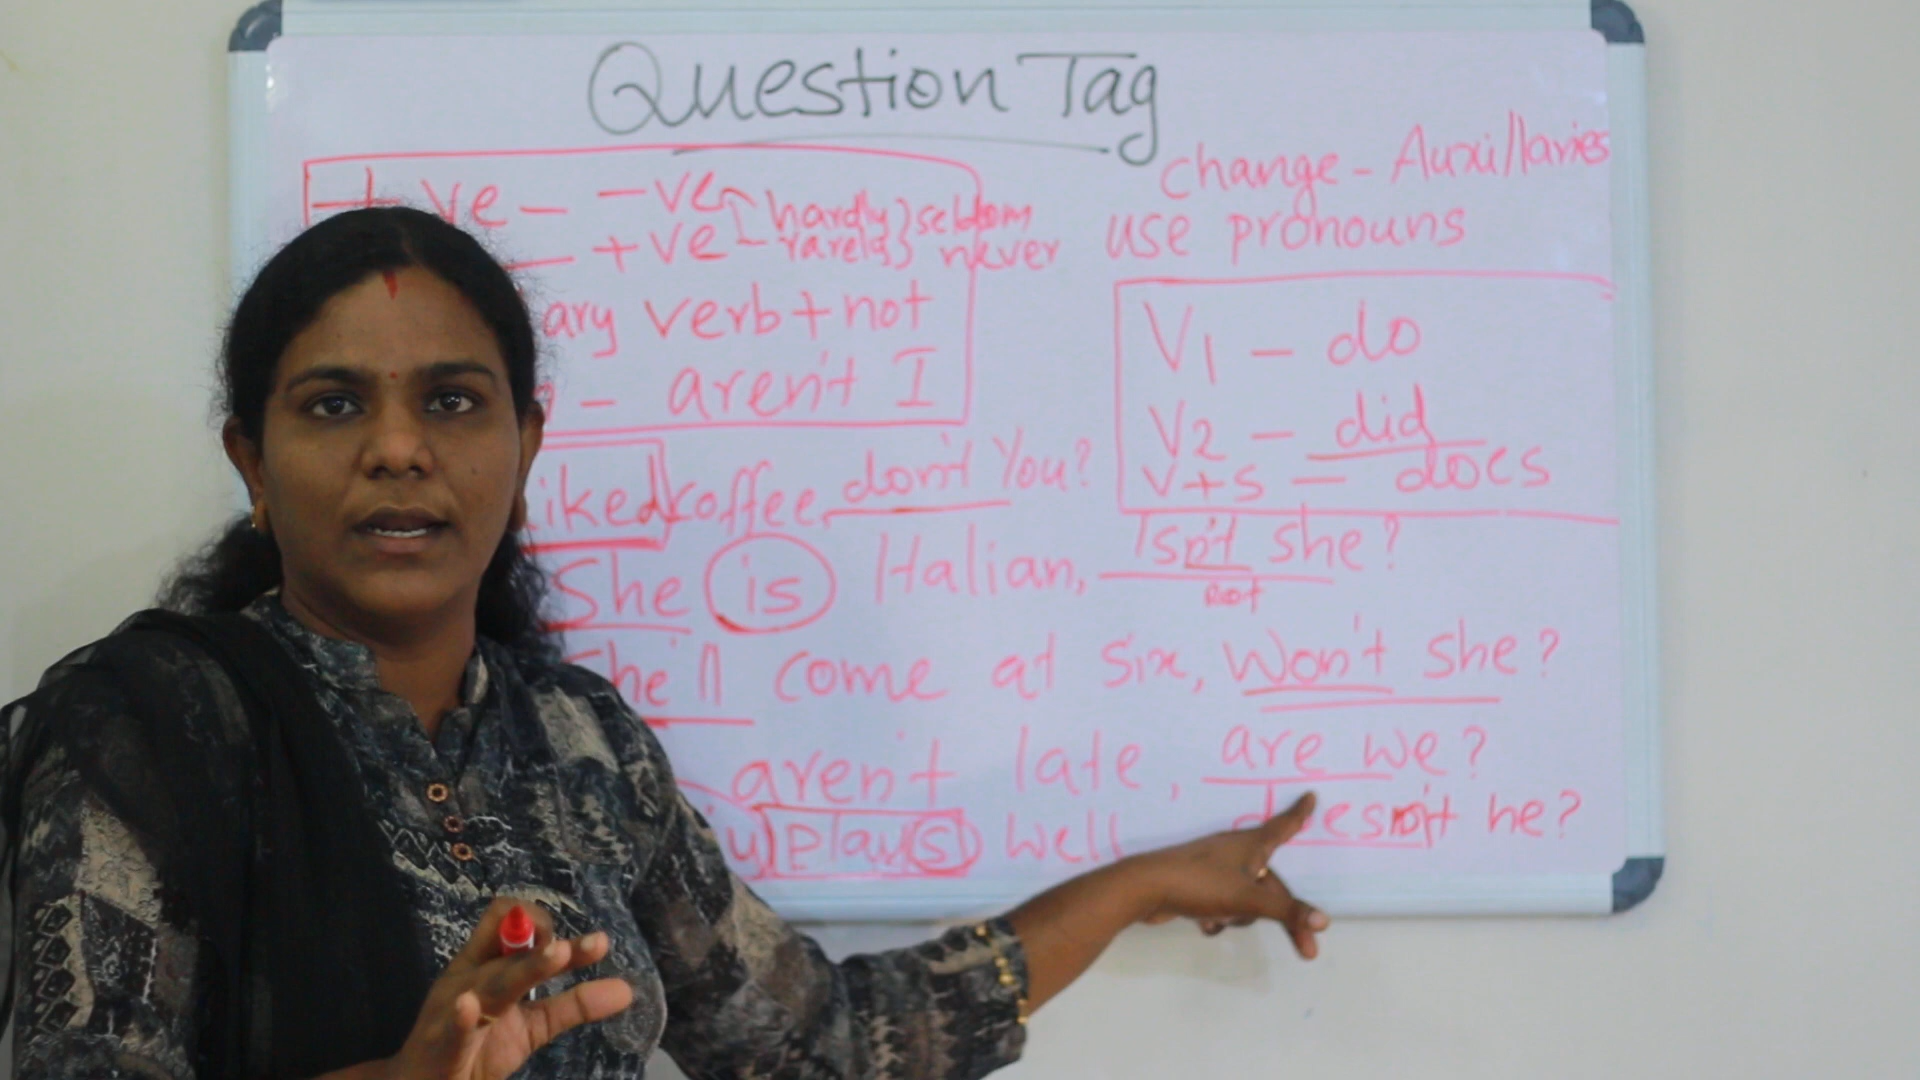 Question Tag
change - Auxillaries
+ ve - -ve hardly } seldom
- +ve - rarely } never
use pronouns
verb + not
- aren't I
V1 - do
V2 - did
V+s = does
liked coffee, don't You?
She is Italian, Isn't she?
not
she'll come at six, won't she?
aren't late, are we?
plays well doesn't he?